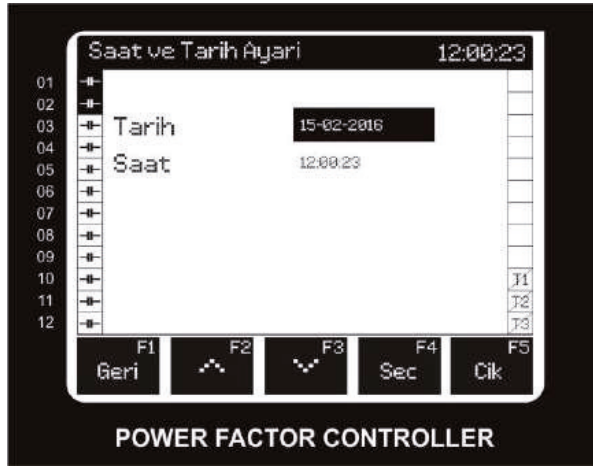 Saat ve Tarih Ayari 12:00:23
01
02
03 Tarih 15-02-2016
04
05 Saat 12:00:23
06
07
08
09
10 T1
11 T2
12 T3
F1 F2 F3 F4 F5
Geri Sec Cik
POWER FACTOR CONTROLLER